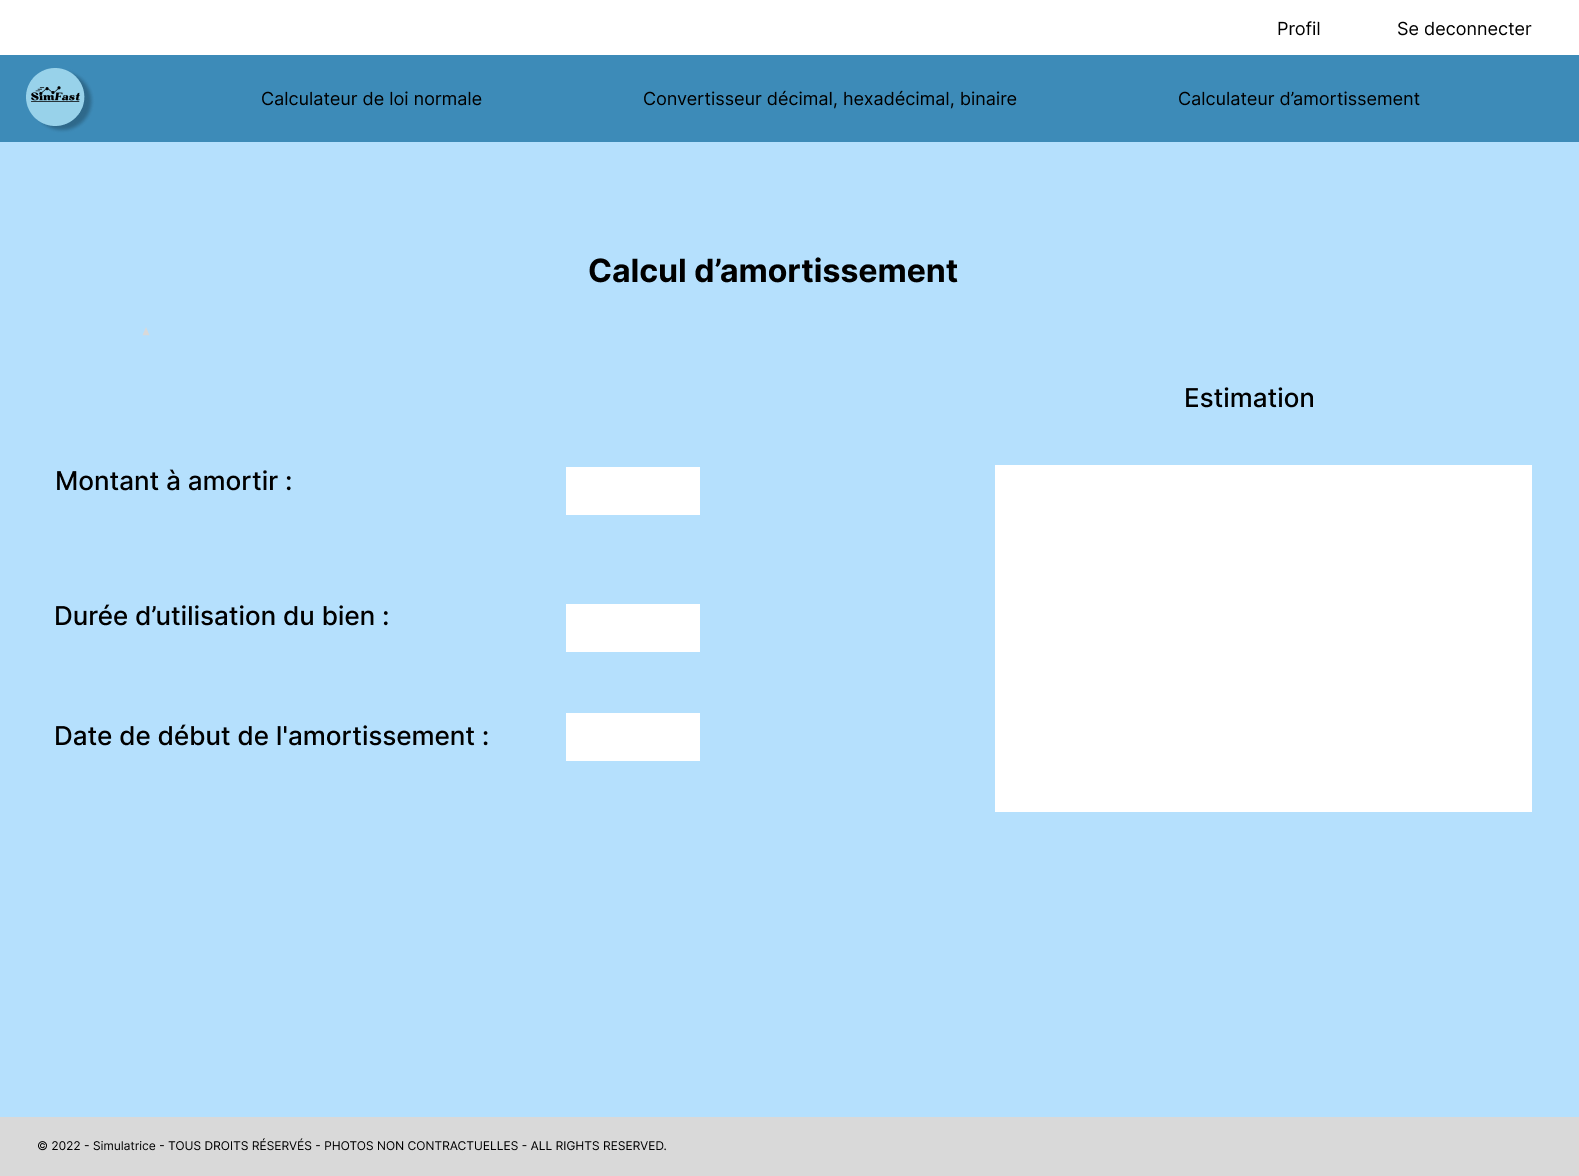 Profil
Se deconnecter
SimFast
Calculateur de loi normale
Convertisseur décimal, hexadécimal, binaire
Calculateur d’amortissement
Calcul d’amortissement
Estimation
Montant à amortir :
Durée d’utilisation du bien :
Date de début de l'amortissement :
© 2022 - Simulatrice - TOUS DROITS RÉSERVÉS - PHOTOS NON CONTRACTUELLES - ALL RIGHTS RESERVED.